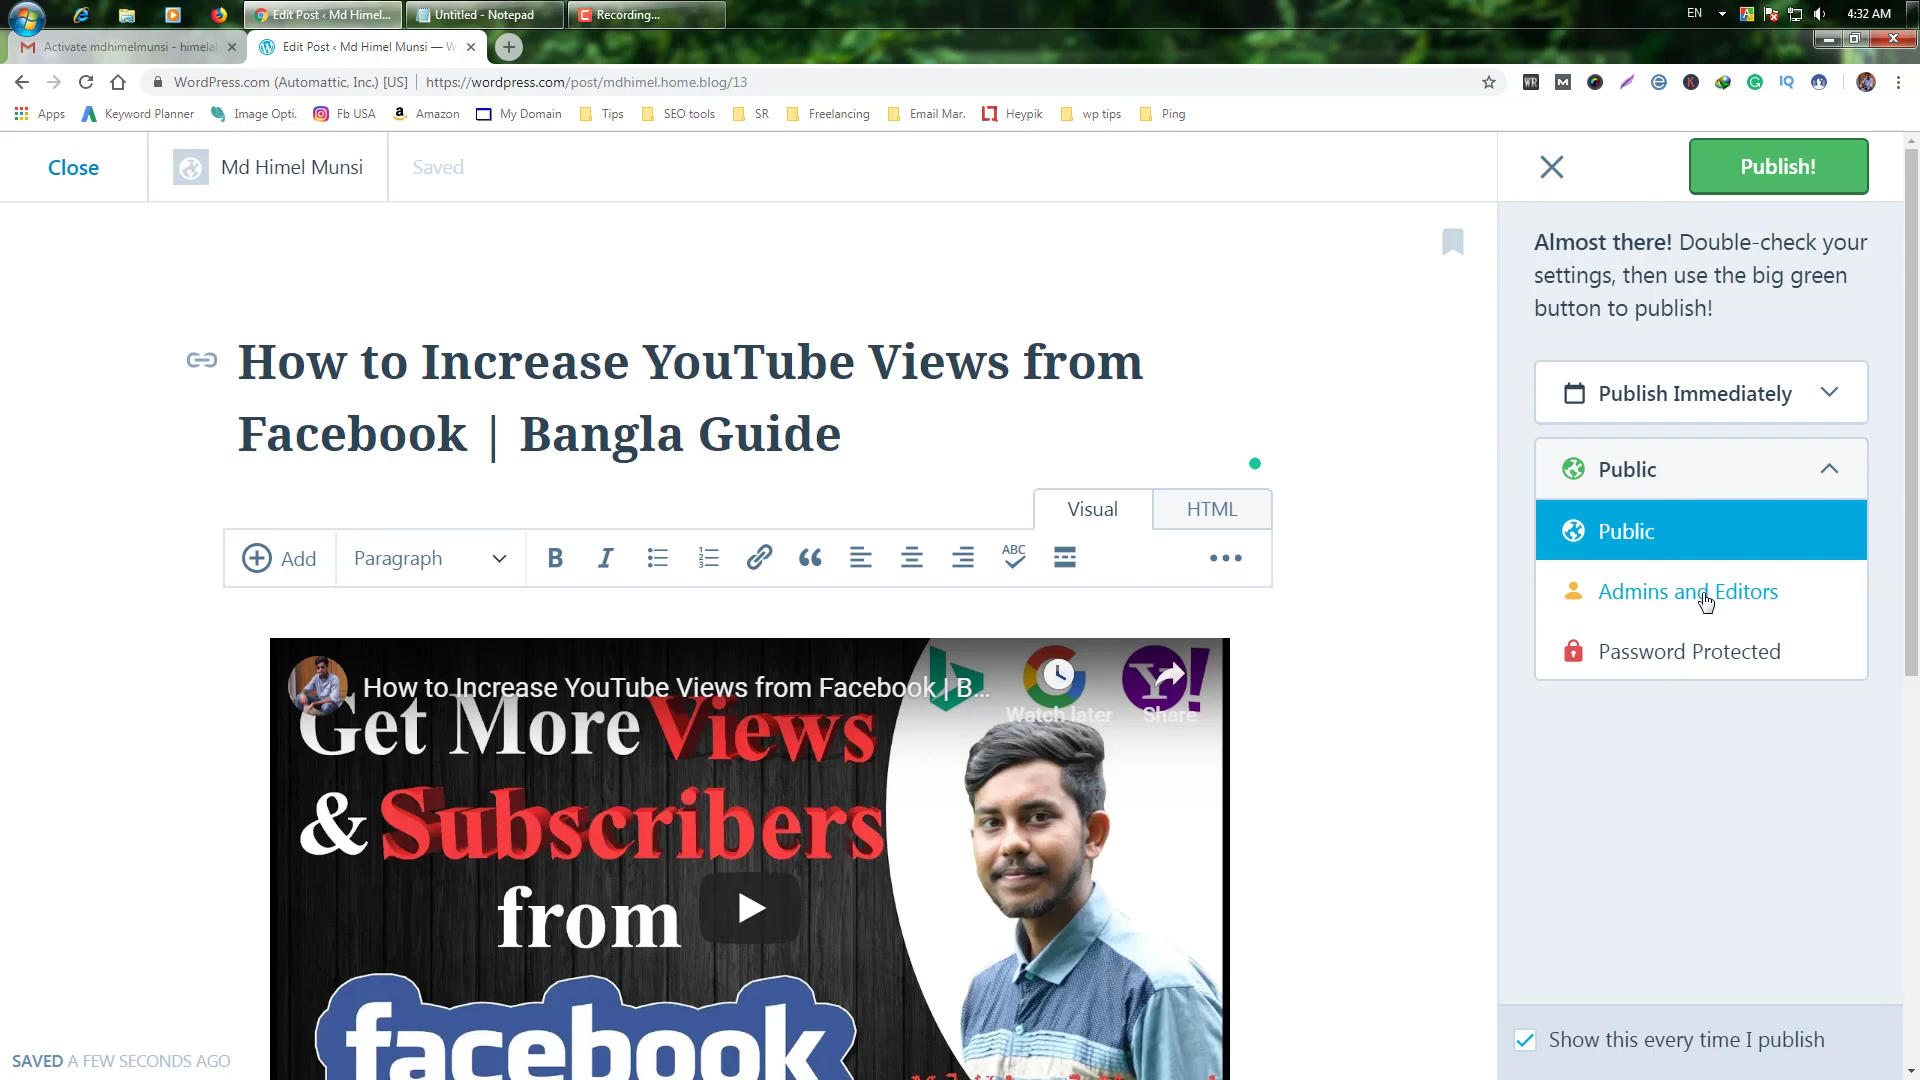 Edit Post ‹ Md Himel...
Untitled - Notepad
Recording...
EN
4:32 AM
Activate mdhimelmunsi - himelal
Edit Post ‹ Md Himel Munsi — W
WordPress.com (Automattic, Inc.) [US]
https://wordpress.com/post/mdhimel.home.blog/13
Apps
Keyword Planner
Image Opti.
Fb USA
Amazon
My Domain
Tips
SEO tools
SR
Freelancing
Email Mar.
Heypik
wp tips
Ping
Close
Md Himel Munsi
Saved
Publish!
Almost there! Double-check your
settings, then use the big green
button to publish!
How to Increase YouTube Views from
Facebook | Bangla Guide
Publish Immediately
Public
Public
Admins and Editors
Password Protected
Visual
HTML
Add
Paragraph
B
I
ABC
How to Increase YouTube Views from Facebook | B...
Watch later
Share
Get More Views
& Subscribers
from
facebook
Show this every time I publish
SAVED A FEW SECONDS AGO